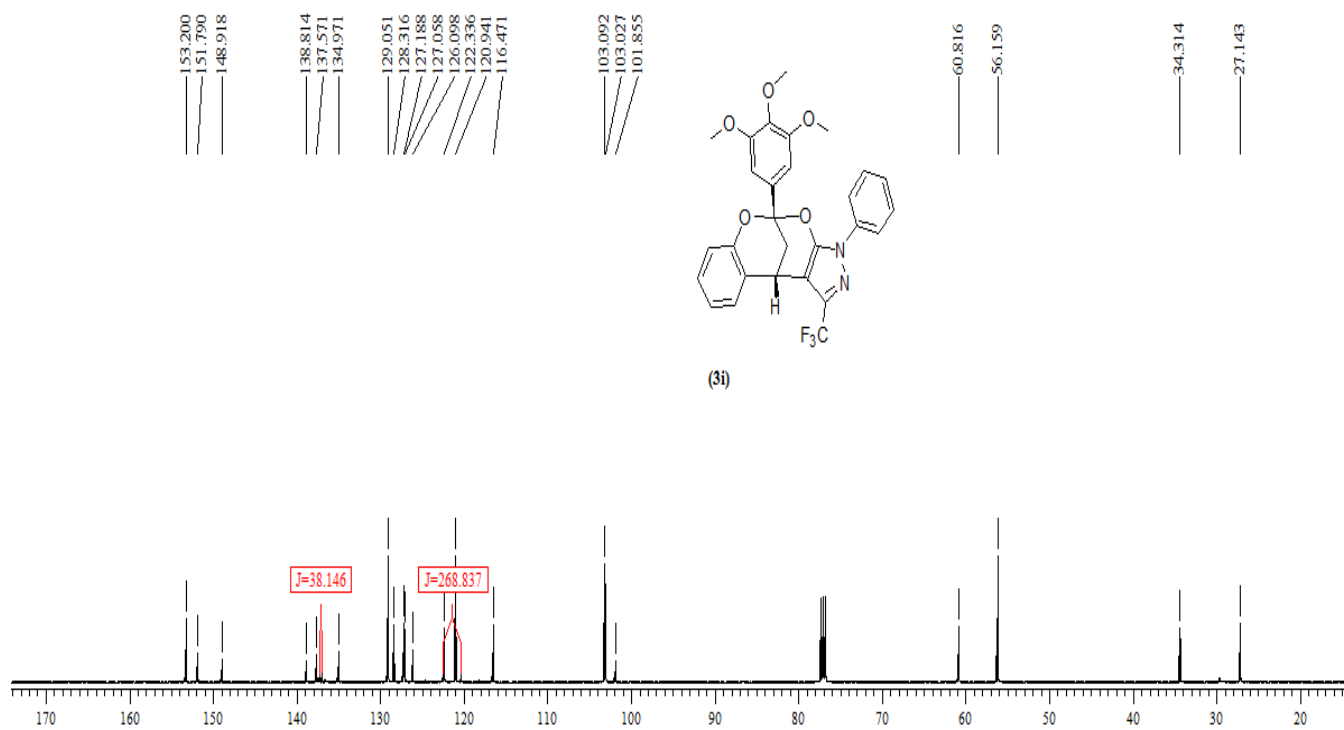 153.200
151.790
148.918
138.814
137.571
134.971
129.051
128.316
127.188
127.058
126.098
122.336
120.941
116.471
103.092
103.027
101.855
60.816
56.159
34.314
27.143
O
O
O
O
O
N
N
H
F3C
(3i)
J=38.146
J=268.837
170 160 150 140 130 120 110 100 90 80 70 60 50 40 30 20